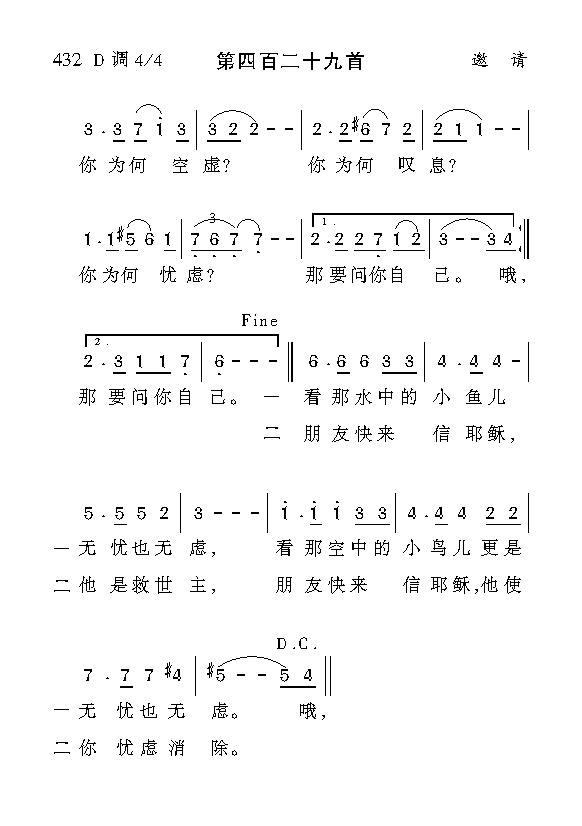 432 D 调 4/4 第四百二十九首 邀 请
3 . 3 7 1 3 | 3 2 2 - - | 2 . 2 #6 7 2 | 2 1 1 - - |
你 为何 空 虚? 你 为何 叹 息?
3 1.
1 . 1 #5 6 1 | 7 6 7 7 - - | 2 . 2 2 7 1 2 | 3 - - 3 4 :||
你 为何 忧 虑? 那 要问你自 己。 哦,
Fine
2.
2 . 3 1 1 7 | 6 - - - || 6 . 6 6 3 3 | 4 . 4 4 - |
那 要问你自 己。 一 看 那水中的 小 鱼儿
二 朋 友快来 信 耶稣,
5 . 5 5 2 | 3 - - - | 1 . 1 1 3 3 | 4 . 4 4 2 2 |
一 无 忧也无 虑, 看 那空中的 小 鸟儿更是
二 他 是救世 主, 朋 友快来 信 耶稣,他使
D.C.
7 . 7 7 #4 | #5 - - 5 4 ||
一 无 忧也 无 虑。 哦,
二 你 忧虑 消 除。